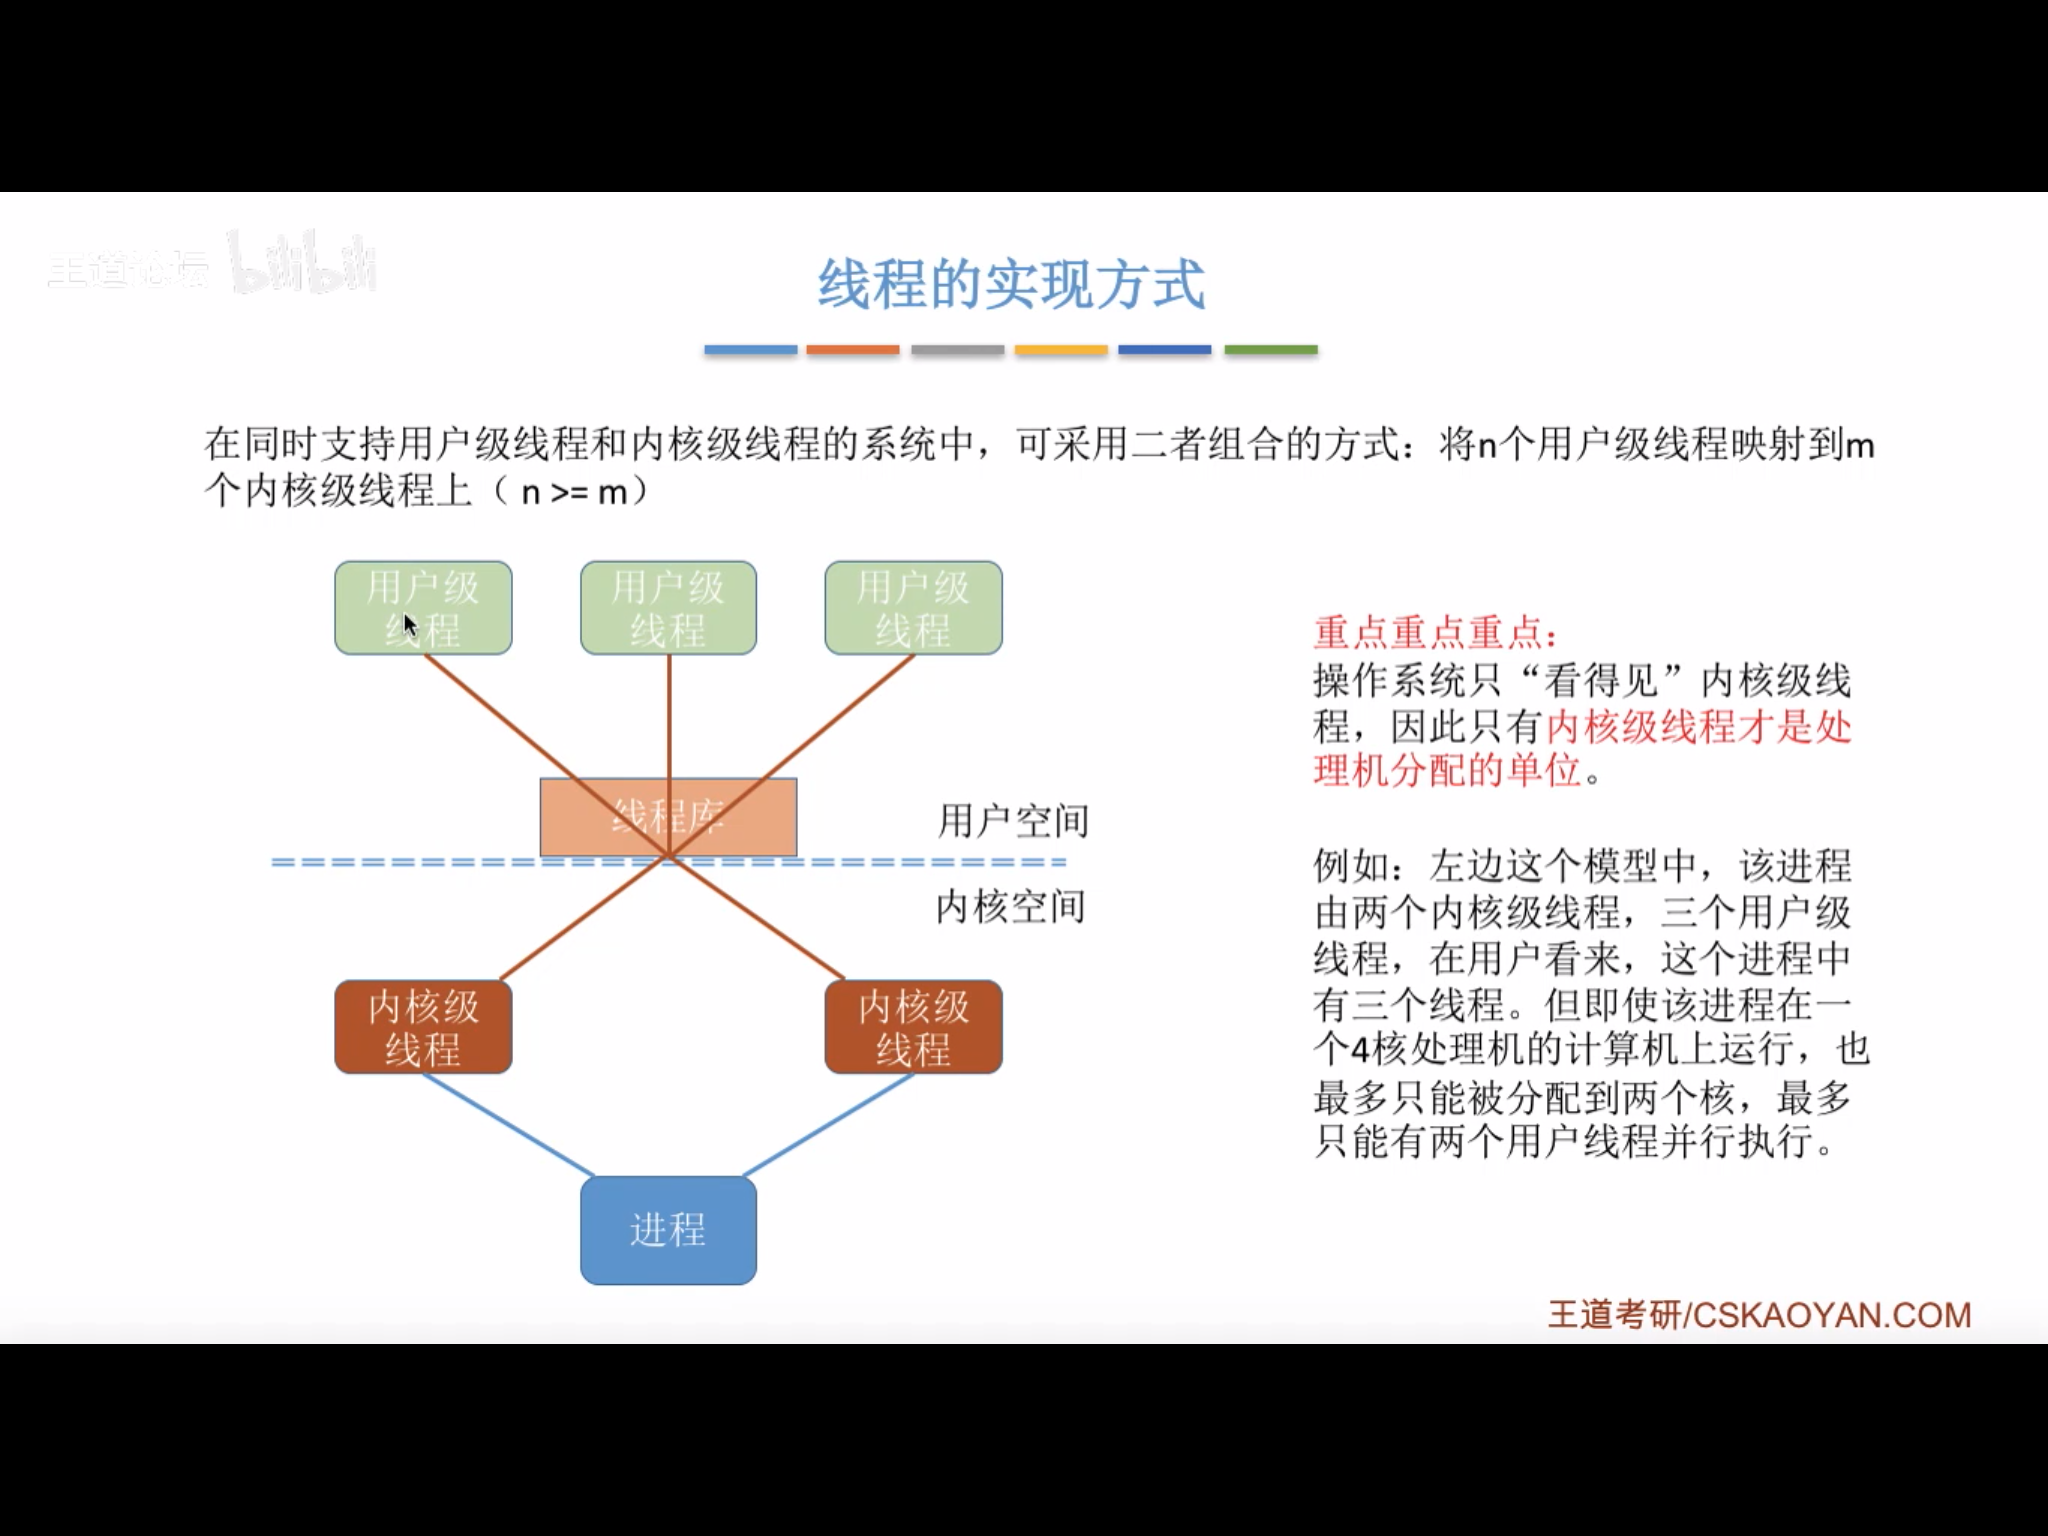 王道论坛 bilibili
线程的实现方式
在同时支持用户级线程和内核级线程的系统中，可采用二者组合的方式：将n个用户级线程映射到m
个内核级线程上（ n >= m）
用户级
线程
用户级
线程
用户级
线程
线程库
用户空间
内核空间
内核级
线程
内核级
线程
进程
重点重点重点：
操作系统只“看得见”内核级线
程，因此只有内核级线程才是处
理机分配的单位。
例如：左边这个模型中，该进程
由两个内核级线程，三个用户级
线程，在用户看来，这个进程中
有三个线程。但即使该进程在一
个4核处理机的计算机上运行，也
最多只能被分配到两个核，最多
只能有两个用户线程并行执行。
王道考研/CSKAOYAN.COM